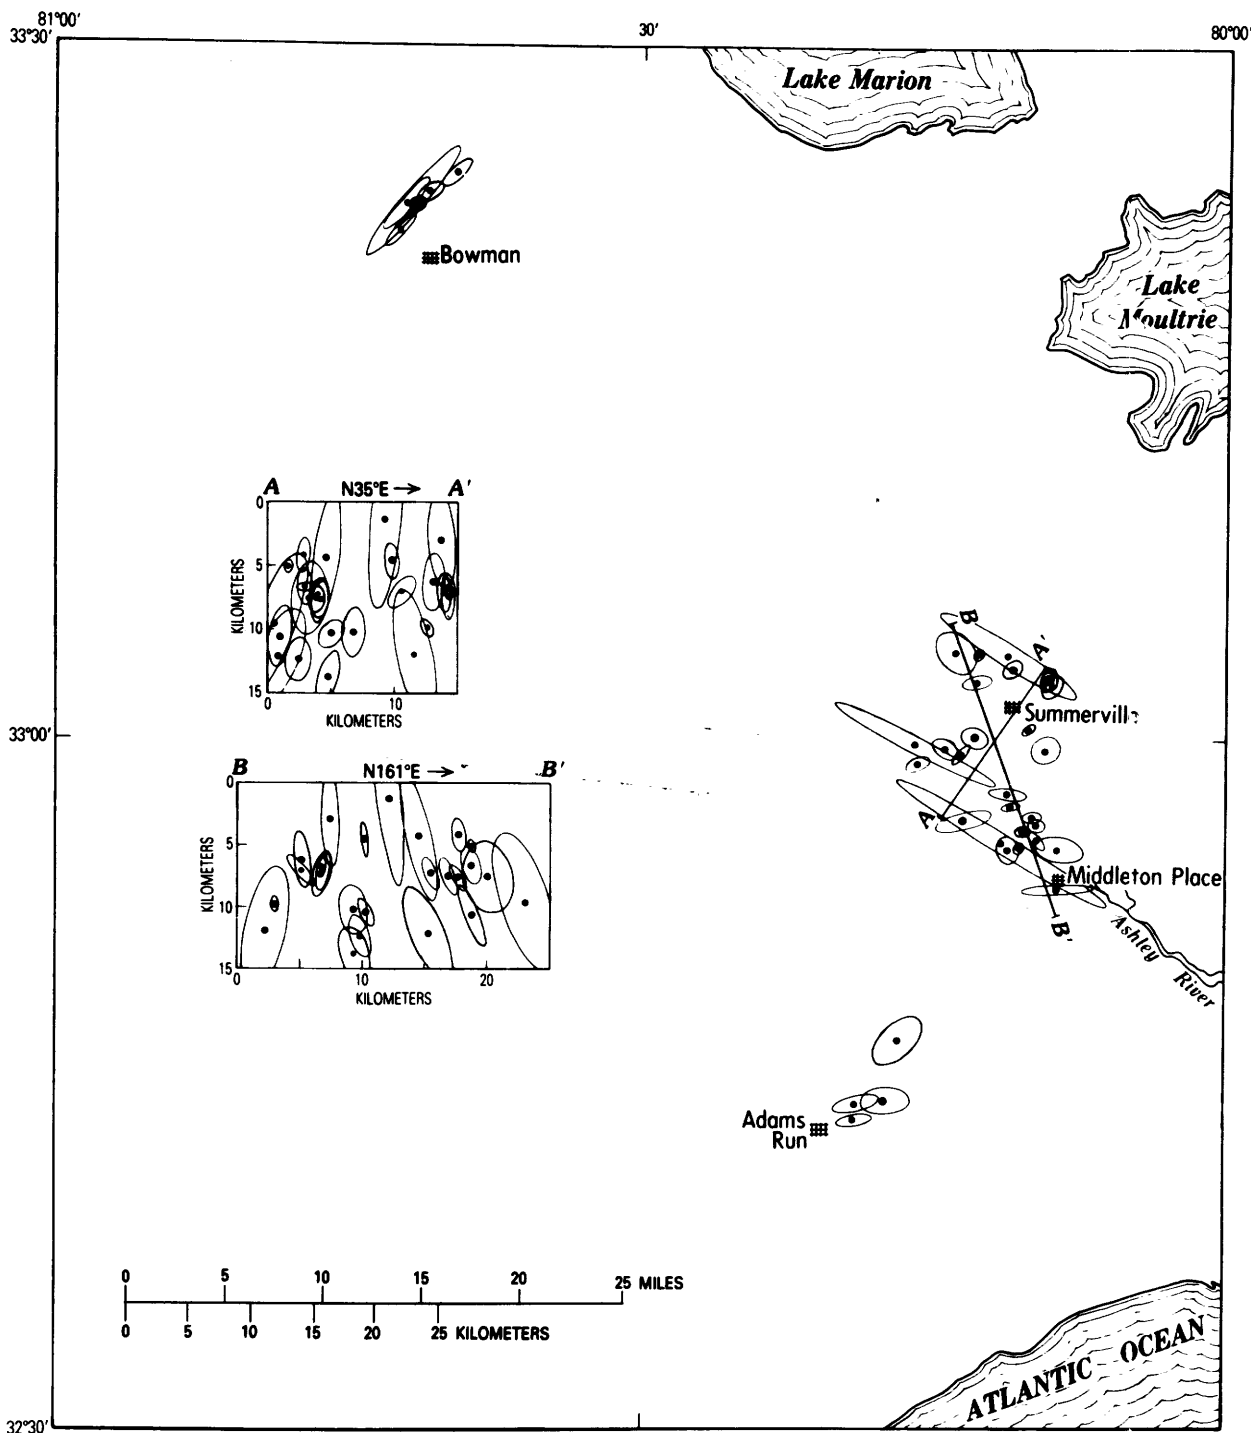 81°00'
33°30'
30'
80°00'
Lake Marion
Bowman
Lake
Moultrie
A N35°E → A'
0
5
10
15
KILOMETERS
10
KILOMETERS
B
A'
Summerville
33°00'
B N161°E → B'
0
5
10
15
KILOMETERS
0 10 20
KILOMETERS
A
Middleton Place
B'
Ashley
River
Adams
Run
0 5 10 15 20 25 MILES
0 5 10 15 20 25 KILOMETERS
ATLANTIC OCEAN
32°30'